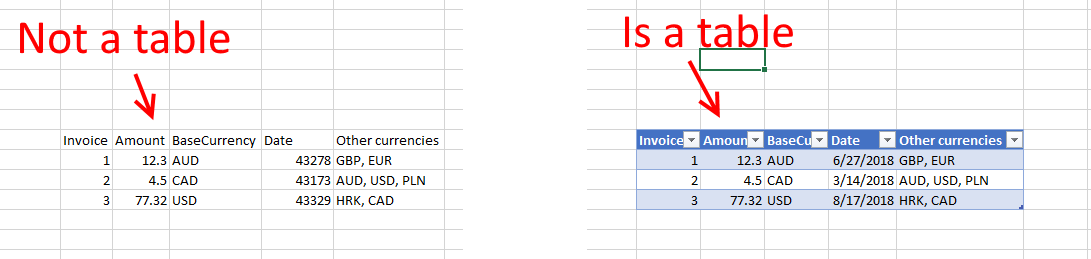 Not a table
Invoice Amount BaseCurrency Date Other currencies
1 12.3 AUD 43278 GBP, EUR
2 4.5 CAD 43173 AUD, USD, PLN
3 77.32 USD 43329 HRK, CAD
Is a table
Invoice Amoun BaseCu Date Other currencies
1 12.3 AUD 6/27/2018 GBP, EUR
2 4.5 CAD 3/14/2018 AUD, USD, PLN
3 77.32 USD 8/17/2018 HRK, CAD